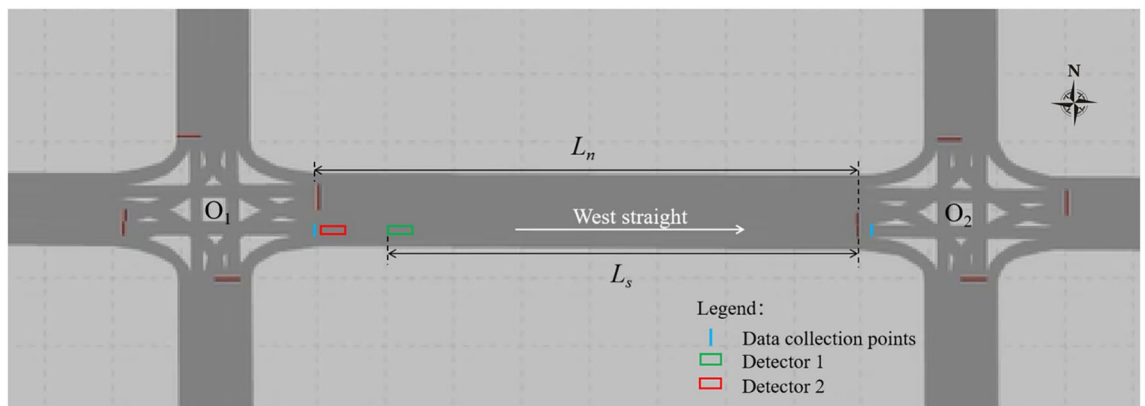 N
Lₙ
O₁
West straight
O₂
Lₛ
Legend：
Data collection points
Detector 1
Detector 2